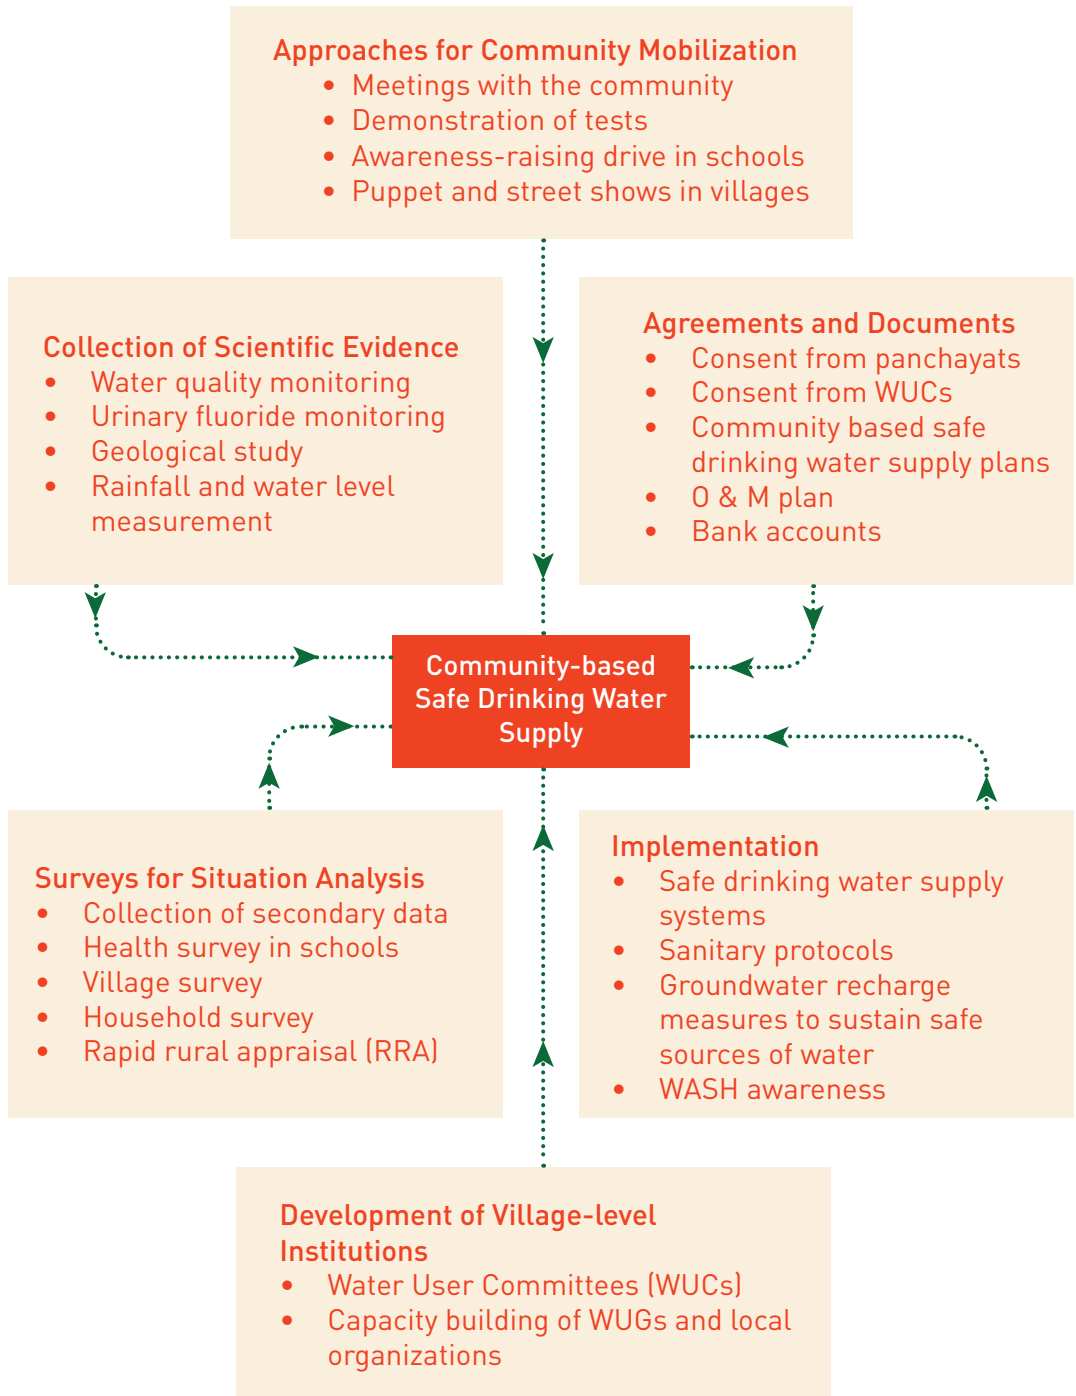 Approaches for Community Mobilization
• Meetings with the community
• Demonstration of tests
• Awareness-raising drive in schools
• Puppet and street shows in villages
Collection of Scientific Evidence
• Water quality monitoring
• Urinary fluoride monitoring
• Geological study
• Rainfall and water level
measurement
Agreements and Documents
• Consent from panchayats
• Consent from WUCs
• Community based safe
drinking water supply plans
• O & M plan
• Bank accounts
Community-based
Safe Drinking Water
Supply
Surveys for Situation Analysis
• Collection of secondary data
• Health survey in schools
• Village survey
• Household survey
• Rapid rural appraisal (RRA)
Implementation
• Safe drinking water supply
systems
• Sanitary protocols
• Groundwater recharge
measures to sustain safe
sources of water
• WASH awareness
Development of Village-level
Institutions
• Water User Committees (WUCs)
• Capacity building of WUGs and local
organizations